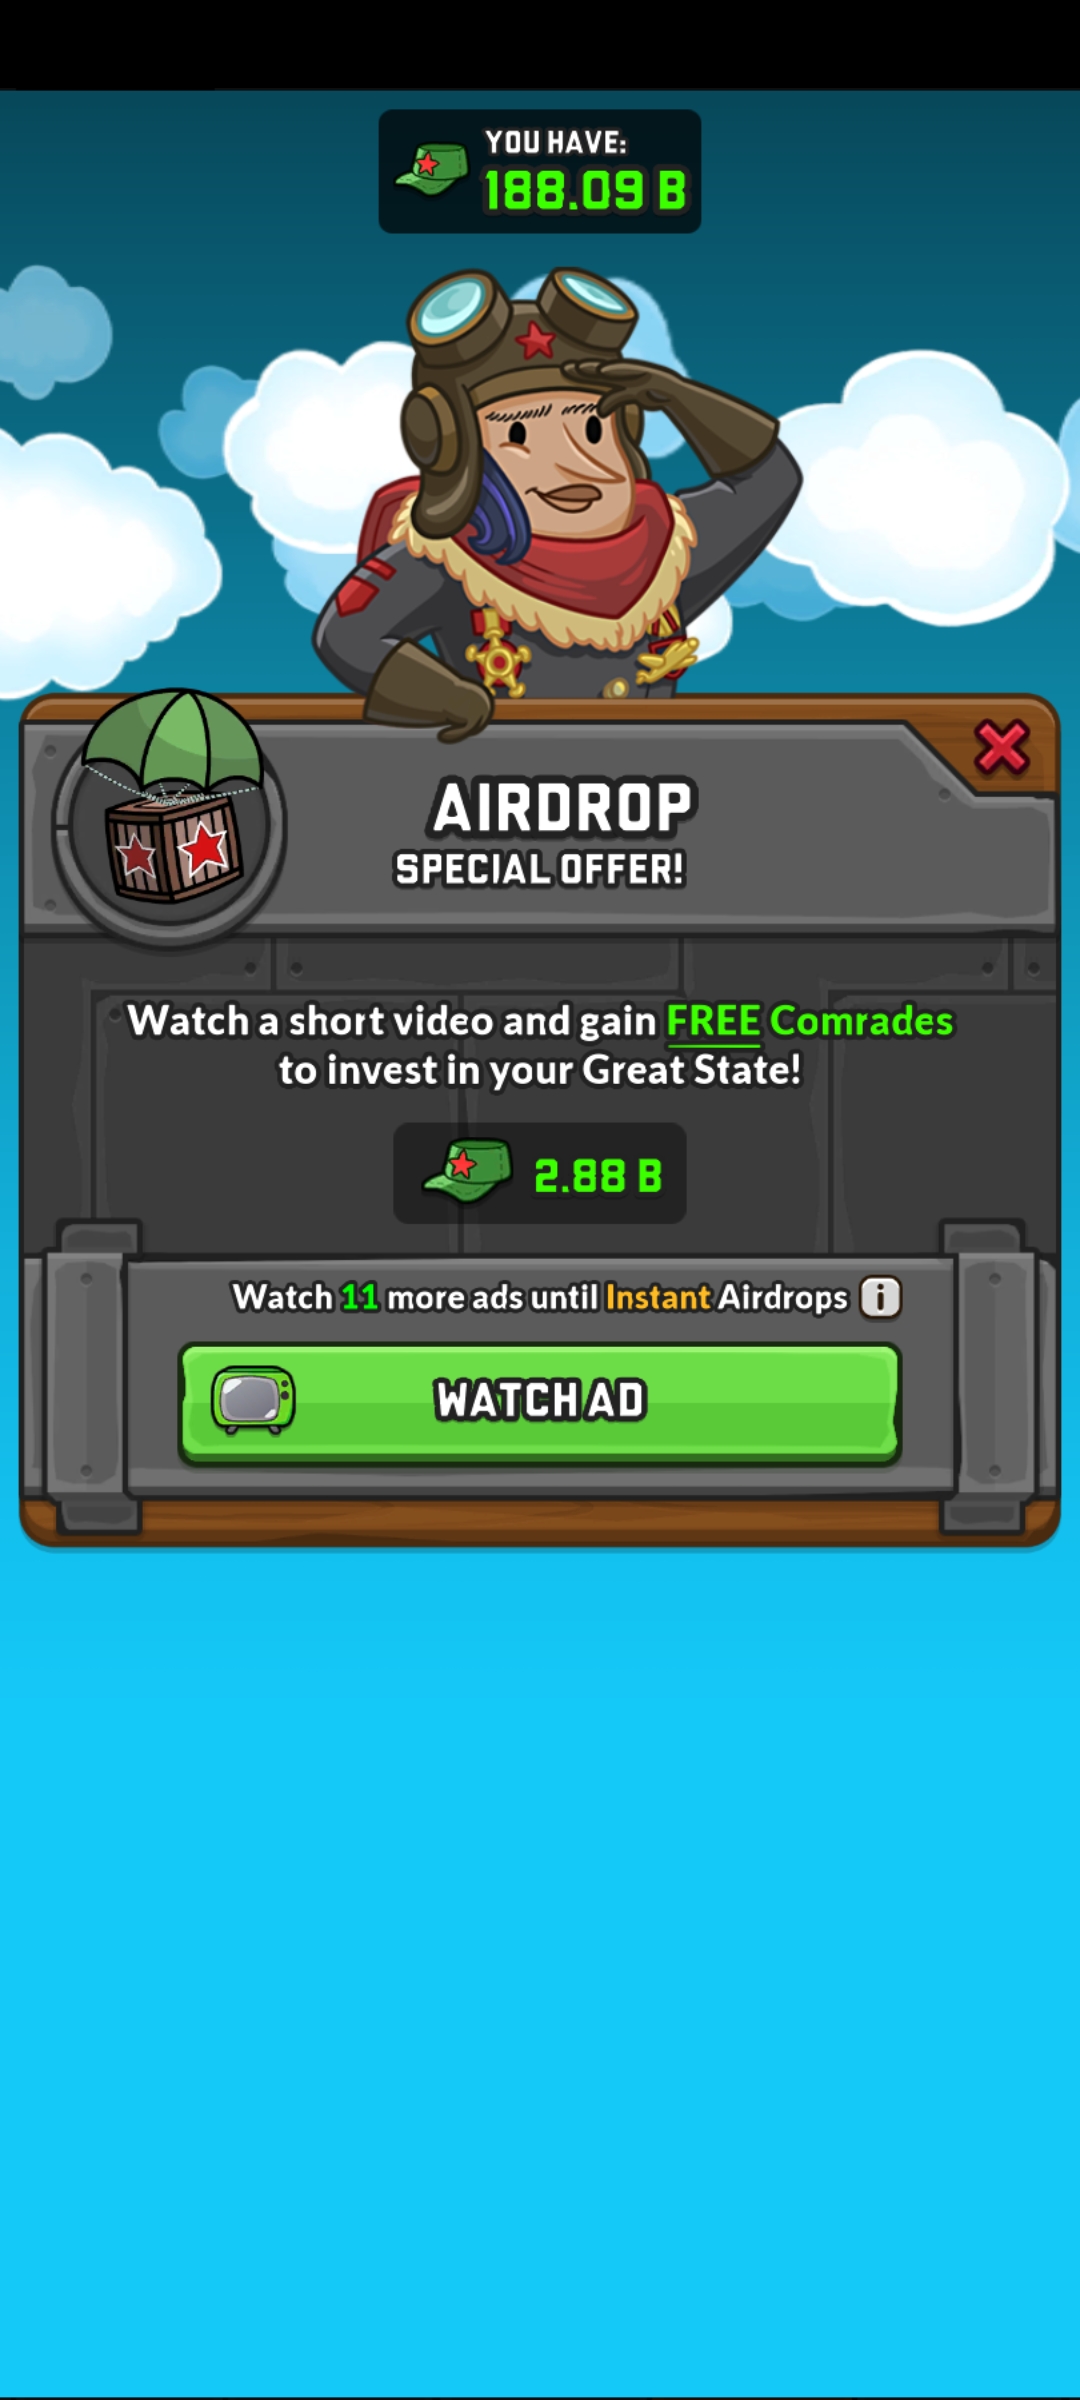 YOU HAVE:
188.09 B
AIRDROP
SPECIAL OFFER!
Watch a short video and gain FREE Comrades
to invest in your Great State!
2.88 B
Watch 11 more ads until Instant Airdrops i
WATCH AD